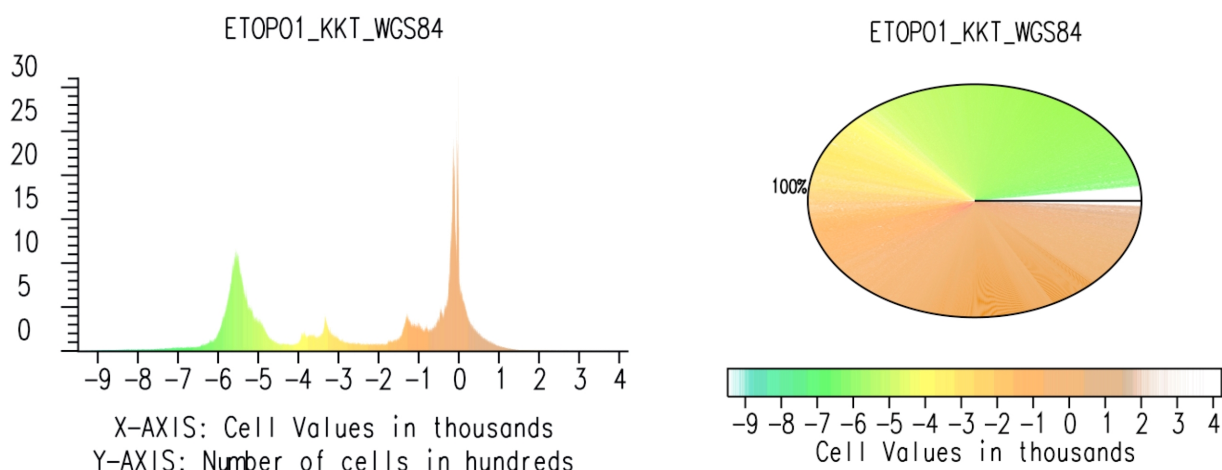 ETOPO1_KKT_WGS84
30
25
20
15
10
5
0
-9 -8 -7 -6 -5 -4 -3 -2 -1 0 1 2 3 4
X-AXIS: Cell Values in thousands
Y-AXIS: Number of cells in hundreds
ETOPO1_KKT_WGS84
100%
-9 -8 -7 -6 -5 -4 -3 -2 -1 0 1 2 3 4
Cell Values in thousands